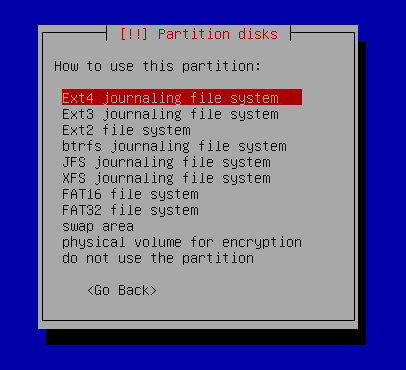 [!!] Partition disks
How to use this partition:
Ext4 journaling file system
Ext3 journaling file system
Ext2 file system
btrfs journaling file system
JFS journaling file system
XFS journaling file system
FAT16 file system
FAT32 file system
swap area
physical volume for encryption
do not use the partition
<Go Back>